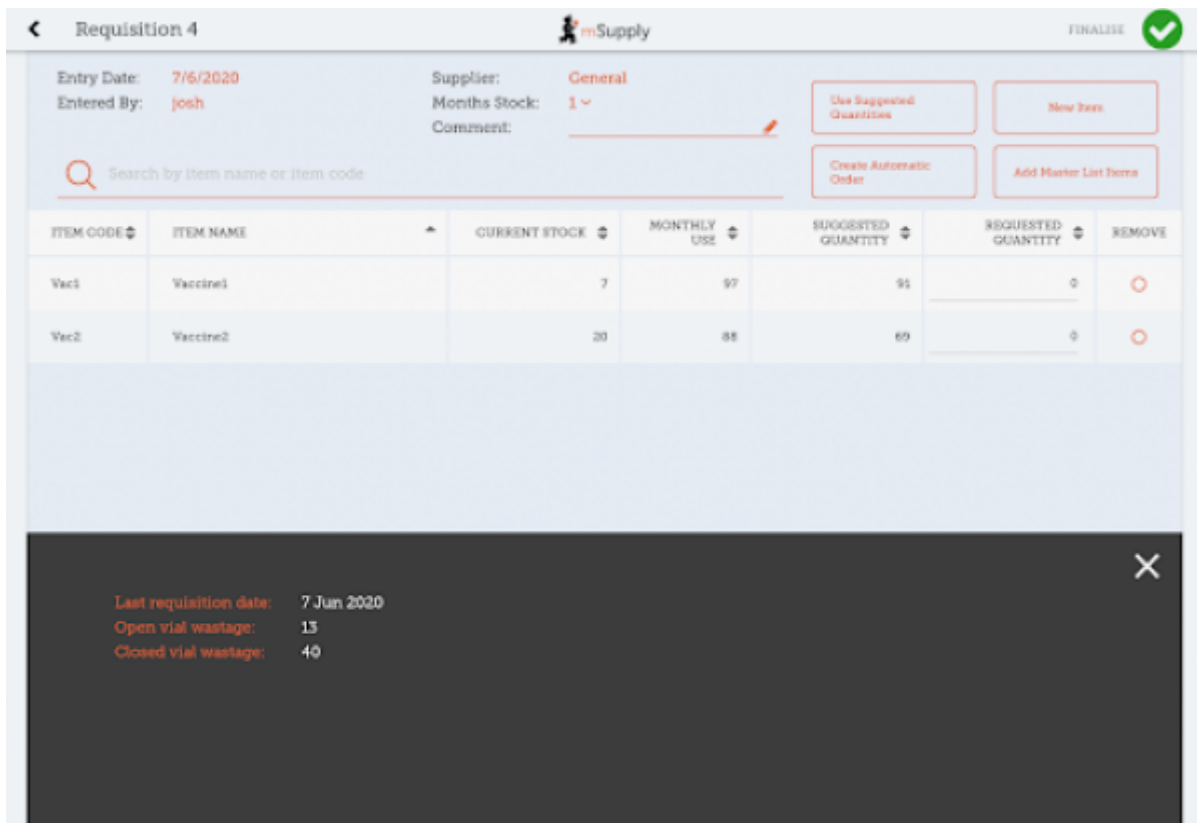 Requisition 4
mSupply
FINALISE
Entry Date: 7/6/2020
Entered By: josh
Supplier: General
Months Stock: 1
Comment:
Use Suggested Quantities
New Item
Create Automatic Order
Add Master List Items
Search by item name or item code
ITEM CODE ITEM NAME CURRENT STOCK MONTHLY USE SUGGESTED QUANTITY REQUESTED QUANTITY REMOVE
Vac1 Vaccine1 7 97 91 0
Vac2 Vaccine2 20 88 69 0
Last requisition date: 7 Jun 2020
Open vial wastage: 13
Closed vial wastage: 40